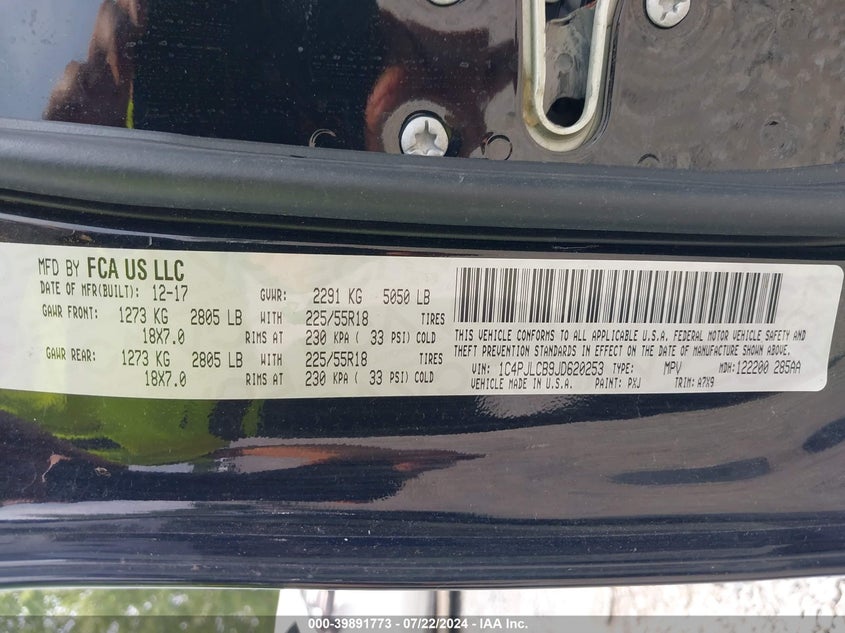 MFD BY FCA US LLC
DATE OF MFR(BUILT): 12-17 GVWR: 2291 KG 5050 LB
GAWR FRONT: 1273 KG 2805 LB WITH 225/55R18 TIRES
18X7.0 RIMS AT 230 KPA ( 33 PSI) COLD
GAWR REAR: 1273 KG 2805 LB WITH 225/55R18 TIRES
18X7.0 RIMS AT 230 KPA ( 33 PSI) COLD
THIS VEHICLE CONFORMS TO ALL APPLICABLE U.S.A. FEDERAL MOTOR VEHICLE SAFETY AND
THEFT PREVENTION STANDARDS IN EFFECT ON THE DATE OF MANUFACTURE SHOWN ABOVE.
VIN: 1C4PJLCB9JD620253 TYPE: MPV MDH: 122200 285AA
VEHICLE MADE IN U.S.A. PAINT: PXJ TRIM: A7X9
000-39891773 - 07/22/2024 - IAA Inc.